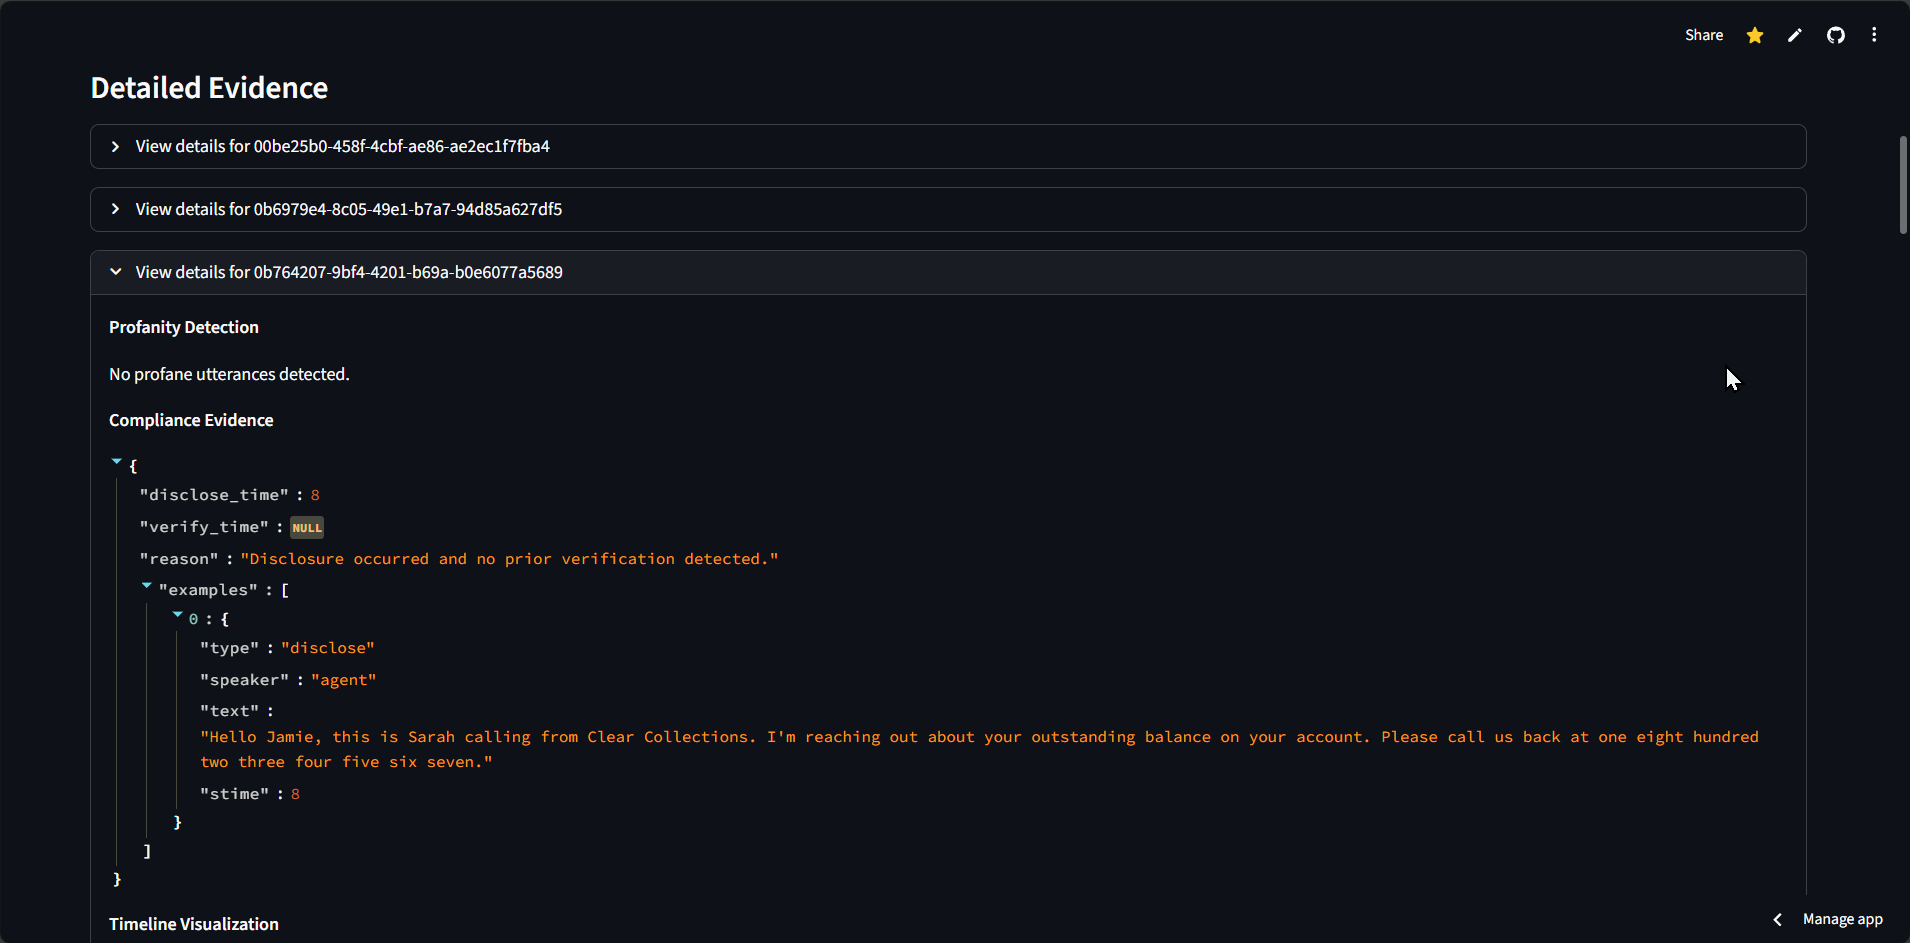 Share
Detailed Evidence
View details for 00be25b0-458f-4cbf-ae86-ae2ec1f7fba4
View details for 0b6979e4-8c05-49e1-b7a7-94d85a627df5
View details for 0b764207-9bf4-4201-b69a-b0e6077a5689
Profanity Detection
No profane utterances detected.
Compliance Evidence
{
"disclose_time" : 8
"verify_time" : NULL
"reason" : "Disclosure occurred and no prior verification detected."
"examples" : [
0 : {
"type" : "disclose"
"speaker" : "agent"
"text" :
"Hello Jamie, this is Sarah calling from Clear Collections. I'm reaching out about your outstanding balance on your account. Please call us back at one eight hundred
two three four five six seven."
"stime" : 8
}
]
}
Timeline Visualization
Manage app